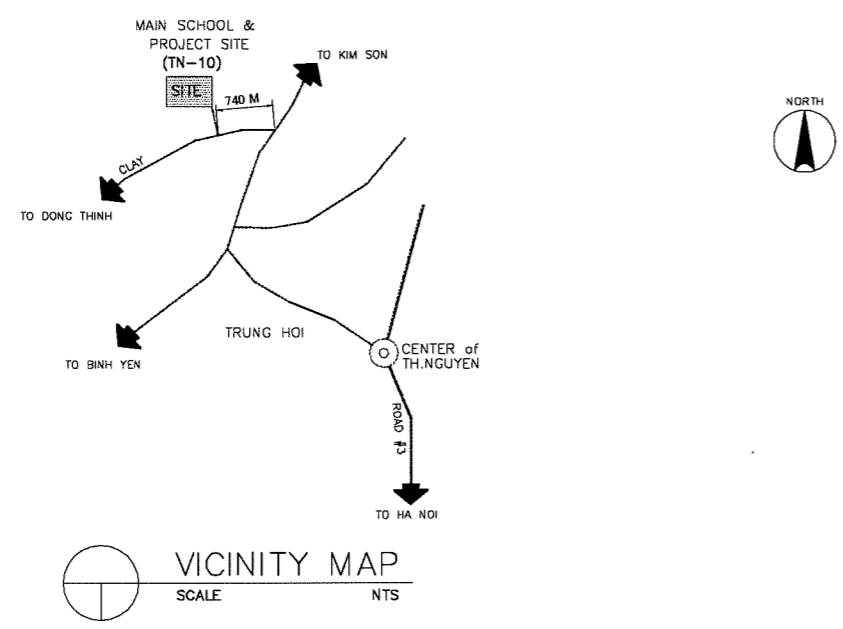 MAIN SCHOOL &
PROJECT SITE
(TN-10)
TO KIM SON
SITE
740 M
NORTH
CLAY
TO DONG THINH
TRUNG HOI
CENTER of
TH.NGUYEN
TO BINH YEN
ROAD #3
TO HA NOI
VICINITY MAP
SCALE NTS